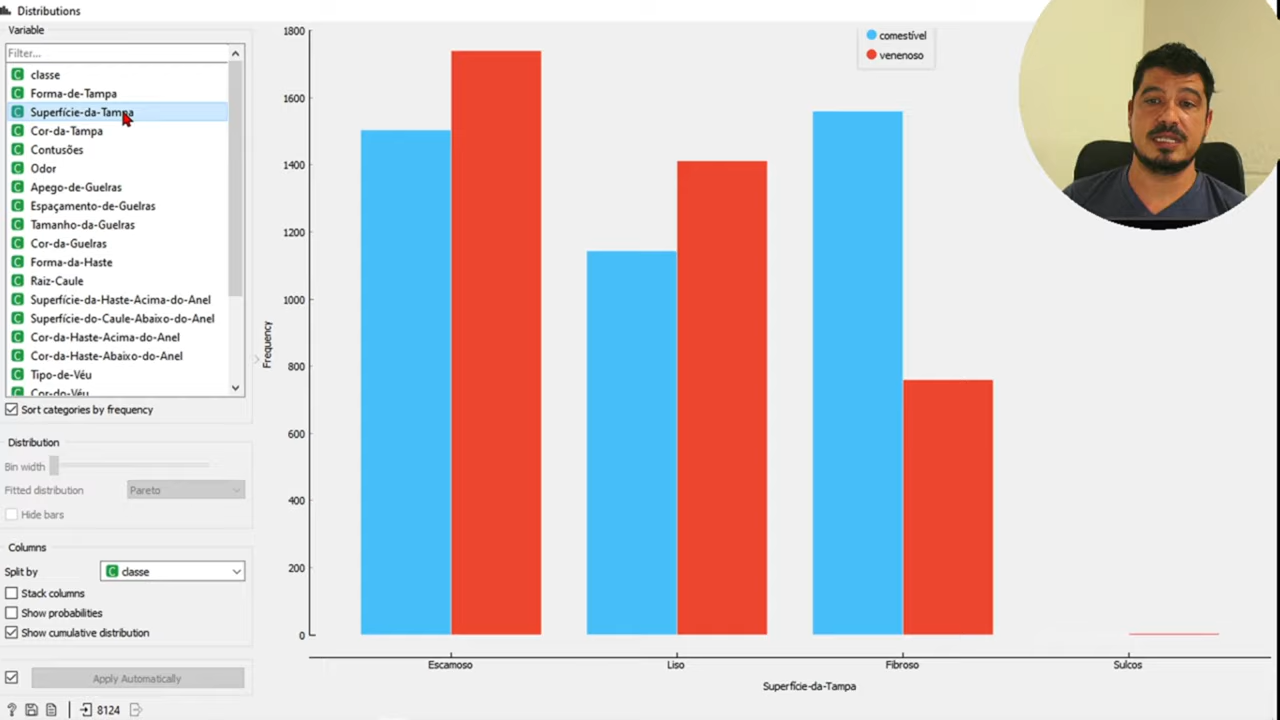 Distributions
Variable
Filter...
classe
Forma-de-Tampa
Superfície-da-Tampa
Cor-da-Tampa
Contusões
Odor
Apego-de-Guelras
Espaçamento-de-Guelras
Tamanho-da-Guelras
Cor-da-Guelras
Forma-da-Haste
Raiz-Caule
Superfície-da-Haste-Acima-do-Anel
Superfície-do-Caule-Abaixo-do-Anel
Cor-da-Haste-Acima-do-Anel
Cor-da-Haste-Abaixo-do-Anel
Tipo-de-Véu
Cor-do-Véu
Sort categories by frequency
Distribution
Bin width
Fitted distribution Pareto
Hide bars
Columns
Split by C classe
Stack columns
Show probabilities
Show cumulative distribution
Apply Automatically
? 8124
comestível
venenoso
1800
1600
1400
1200
1000
800
600
400
200
0
Frequency
Escamoso Liso Fibroso Sulcos
Superfície-da-Tampa